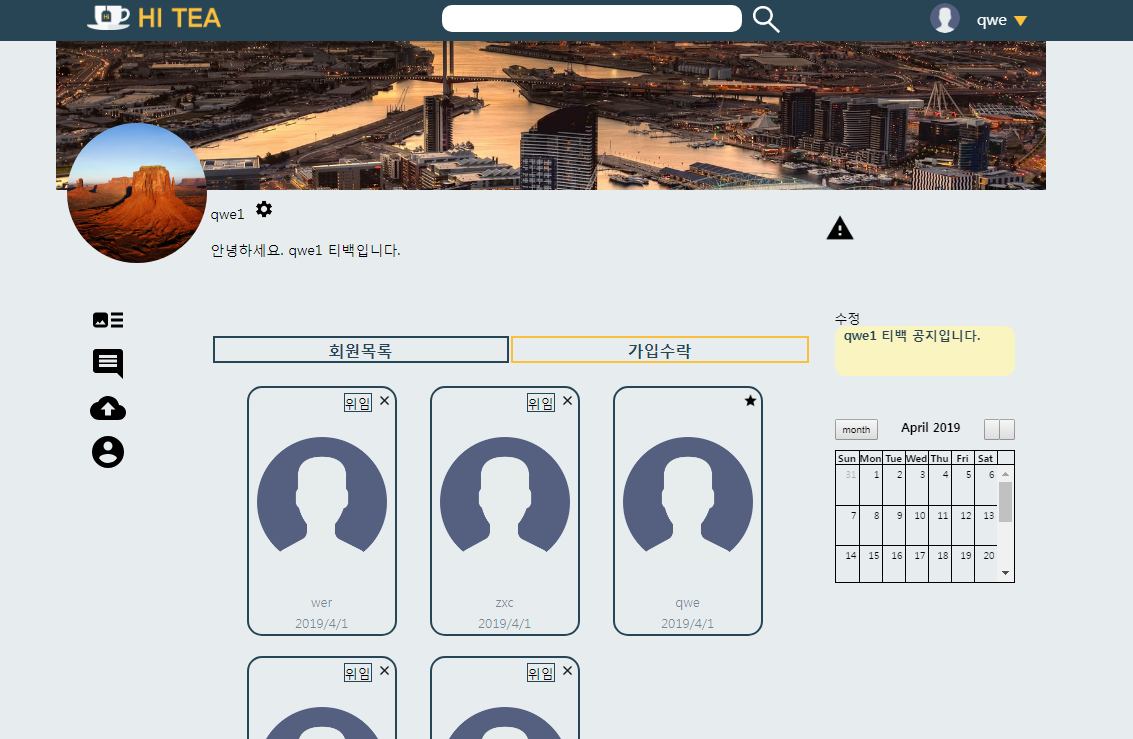 Hi HI TEA
qwe
qwe1
안녕하세요. qwe1 티백입니다.
수정
qwe1 티백 공지입니다.
회원목록 가입수락
위임 위임
wer zxc qwe
2019/4/1 2019/4/1 2019/4/1
위임 위임
month April 2019
Sun Mon Tue Wed Thu Fri Sat
31 1 2 3 4 5 6
7 8 9 10 11 12 13
14 15 16 17 18 19 20